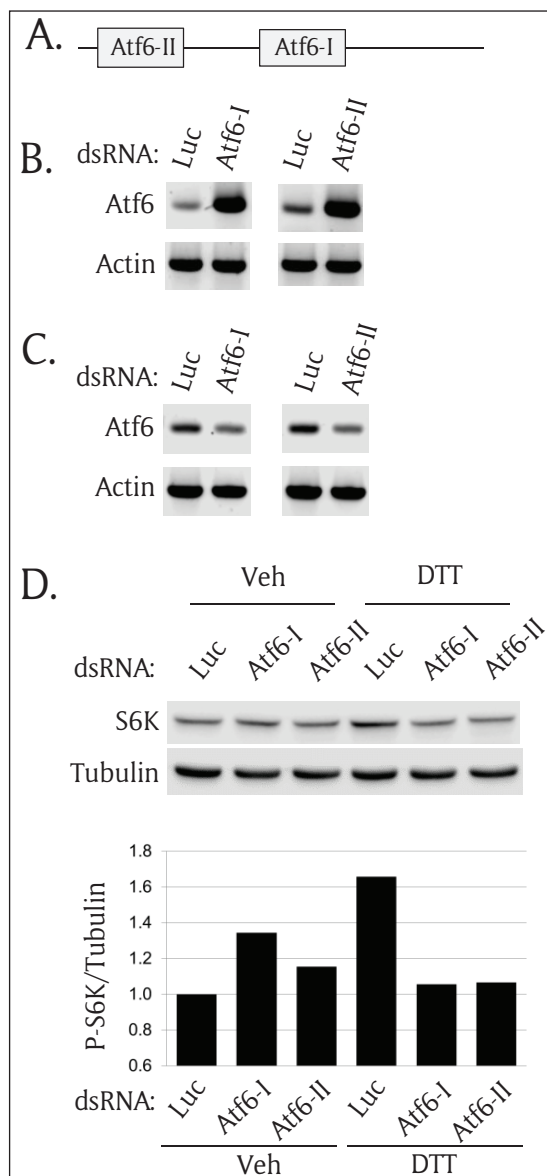 A.
Atf6-II Atf6-I
B.
dsRNA: Luc Atf6-I Luc Atf6-II
Atf6
Actin
C.
dsRNA: Luc Atf6-I Luc Atf6-II
Atf6
Actin
D.
Veh DTT
dsRNA: Luc Atf6-I Atf6-II Luc Atf6-I Atf6-II
S6K
Tubulin
P-S6K/Tubulin
1.8
1.6
1.4
1.2
1.0
0.8
0.6
dsRNA: Luc Atf6-I Atf6-II Luc Atf6-I Atf6-II
Veh DTT